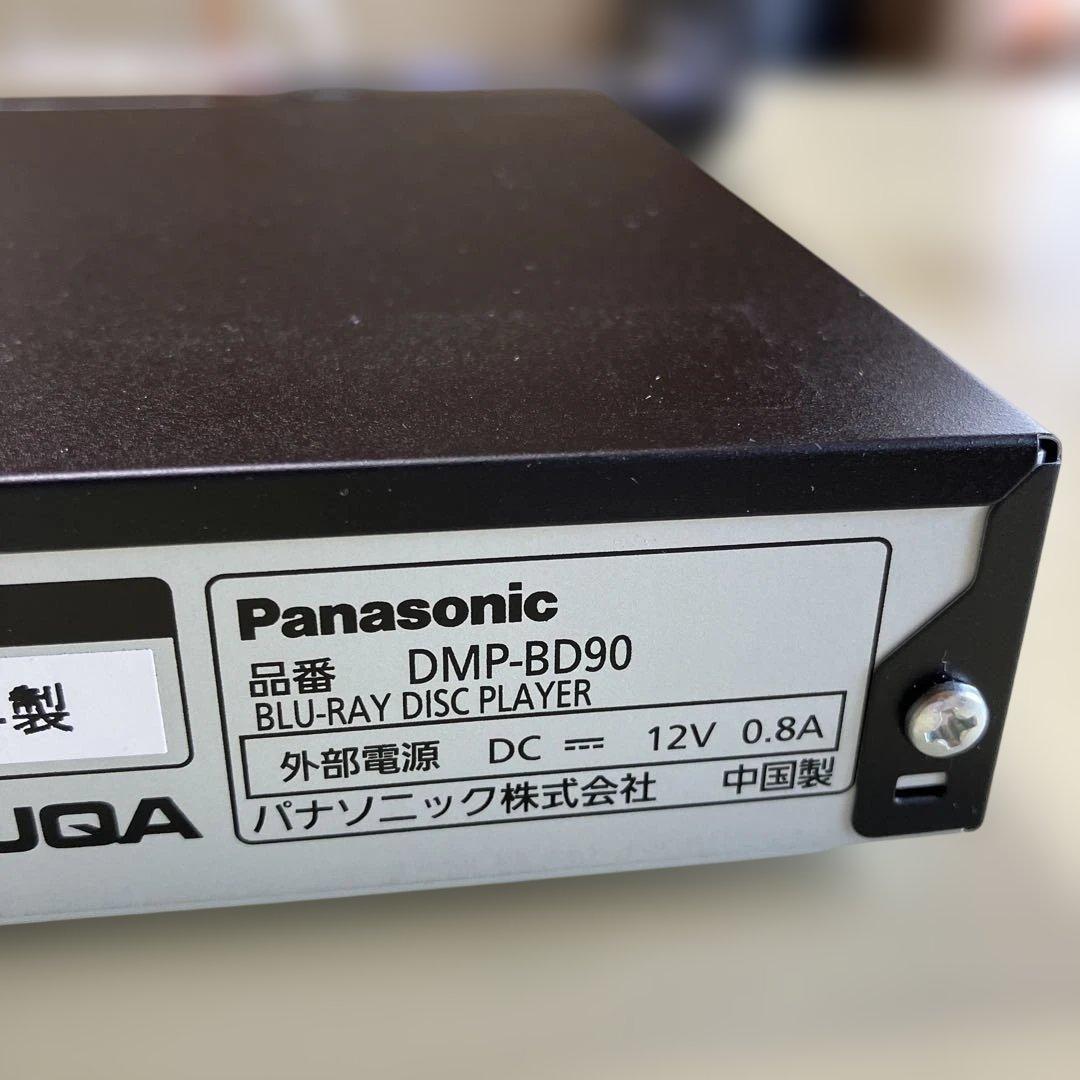 Panasonic
品番 DMP-BD90
BLU-RAY DISC PLAYER
外部電源 DC ⎓ 12V 0.8A
パナソニック株式会社 中国製
製
UQA